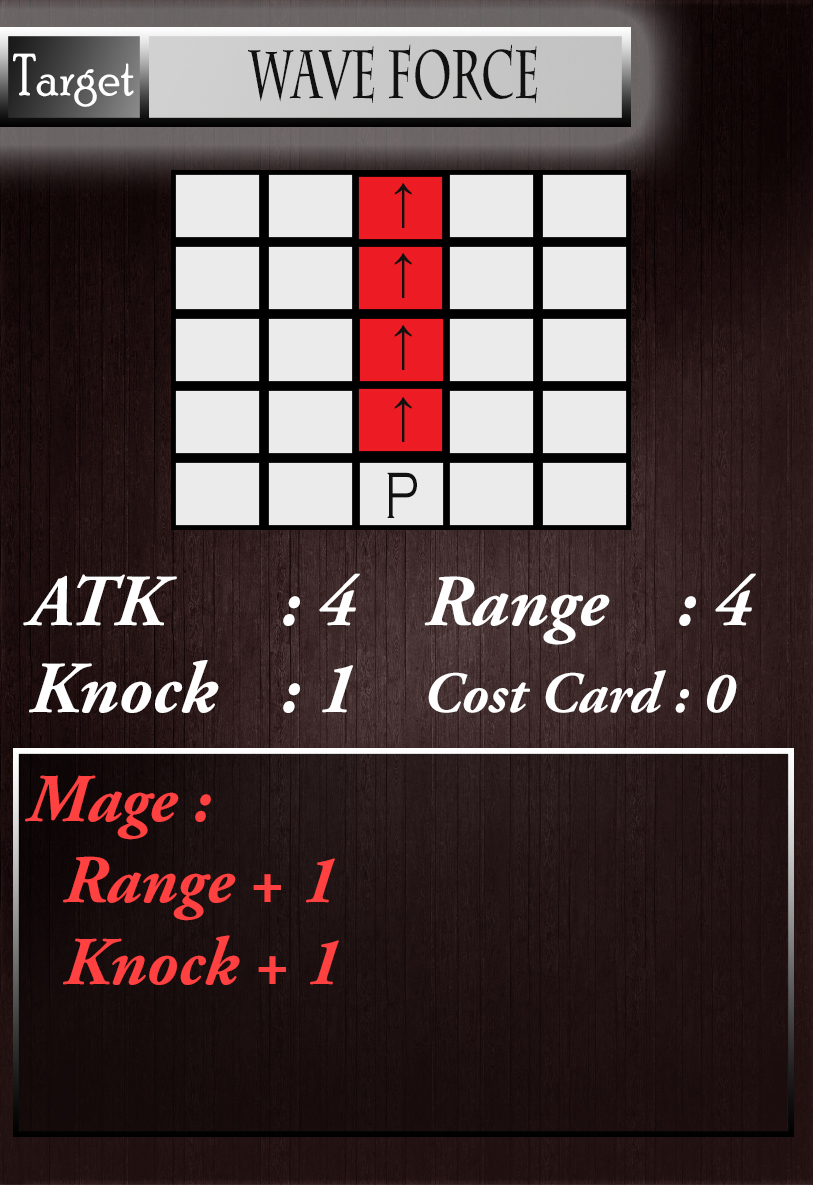 Target
WAVE FORCE
↑
↑
↑
↑
P
ATK : 4 Range : 4
Knock : 1 Cost Card : 0
Mage :
Range + 1
Knock + 1